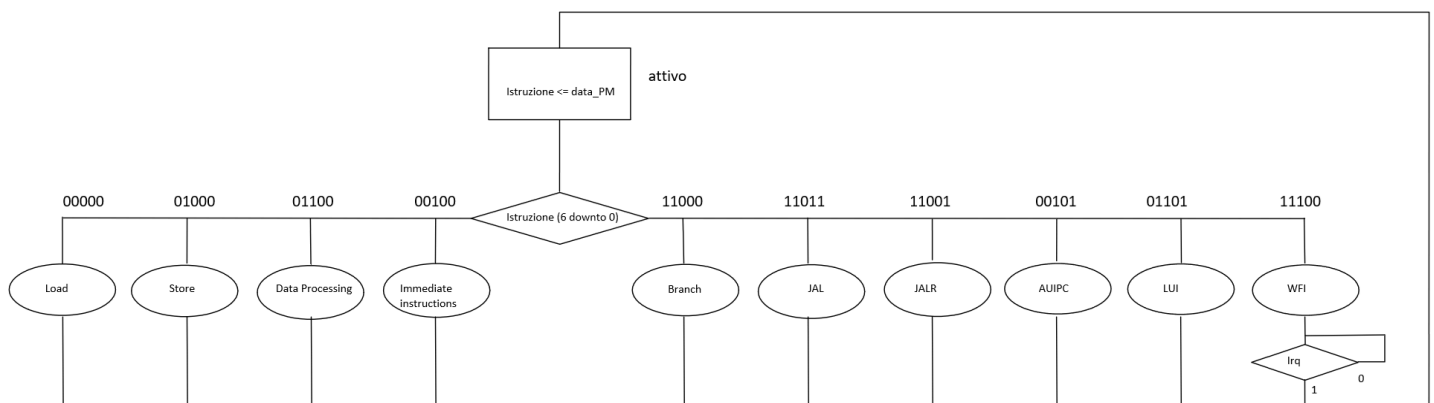 attivo
Istruzione <= data_PM
00000
01000
01100
00100
Istruzione (6 downto 0)
11000
11011
11001
00101
01101
11100
Load
Store
Data Processing
Immediate
instructions
Branch
JAL
JALR
AUIPC
LUI
WFI
Irq
0
1